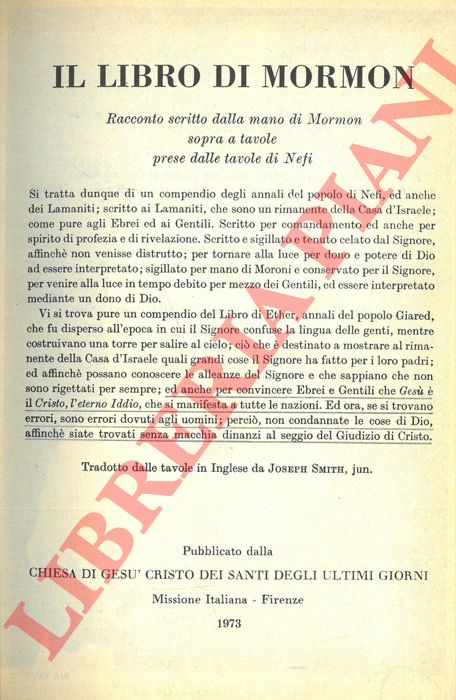 IL LIBRO DI MORMON
Racconto scritto dalla mano di Mormon
sopra a tavole
prese dalle tavole di Nefi
Si tratta dunque di un compendio degli annali del popolo di Nefi, ed anche
dei Lamaniti; scritto ai Lamaniti, che sono un rimanente della Casa d'Israele;
come pure agli Ebrei ed ai Gentili. Scritto per comandamento, ed anche per
spirito di profezia e di rivelazione. Scritto e sigillato e tenuto celato dal Signore,
affinchè non venisse distrutto; per tornare alla luce per dono e potere di Dio
ad essere interpretato; sigillato per mano di Moroni e conservato per il Signore,
per venire alla luce in tempo debito per mezzo dei Gentili, ed essere interpretato
mediante un dono di Dio.
Vi si trova pure un compendio del Libro di Ether, annali del popolo Giared,
che fu disperso all'epoca in cui il Signore confuse la lingua delle genti, mentre
costruivano una torre per salire al cielo; ciò che è destinato a mostrare al rima-
nente della Casa d'Israele quali grandi cose il Signore ha fatto per i loro padri;
ed affinchè possano conoscere le alleanze del Signore e che sappiano che non
sono rigettati per sempre; ed anche per convincere Ebrei e Gentili che Gesù è
il Cristo, l'eterno Iddio, che si manifesta a tutte le nazioni. Ed ora, se si trovano
errori, sono errori dovuti agli uomini; perciò, non condannate le cose di Dio,
affinchè siate trovati senza macchia dinanzi al seggio del Giudizio di Cristo.
Tradotto dalle tavole in Inglese da JOSEPH SMITH, jun.
Pubblicato dalla
CHIESA DI GESU' CRISTO DEI SANTI DEGLI ULTIMI GIORNI
Missione Italiana - Firenze
1973
LIBRERIA PIANI
LIBRERIA PIANI